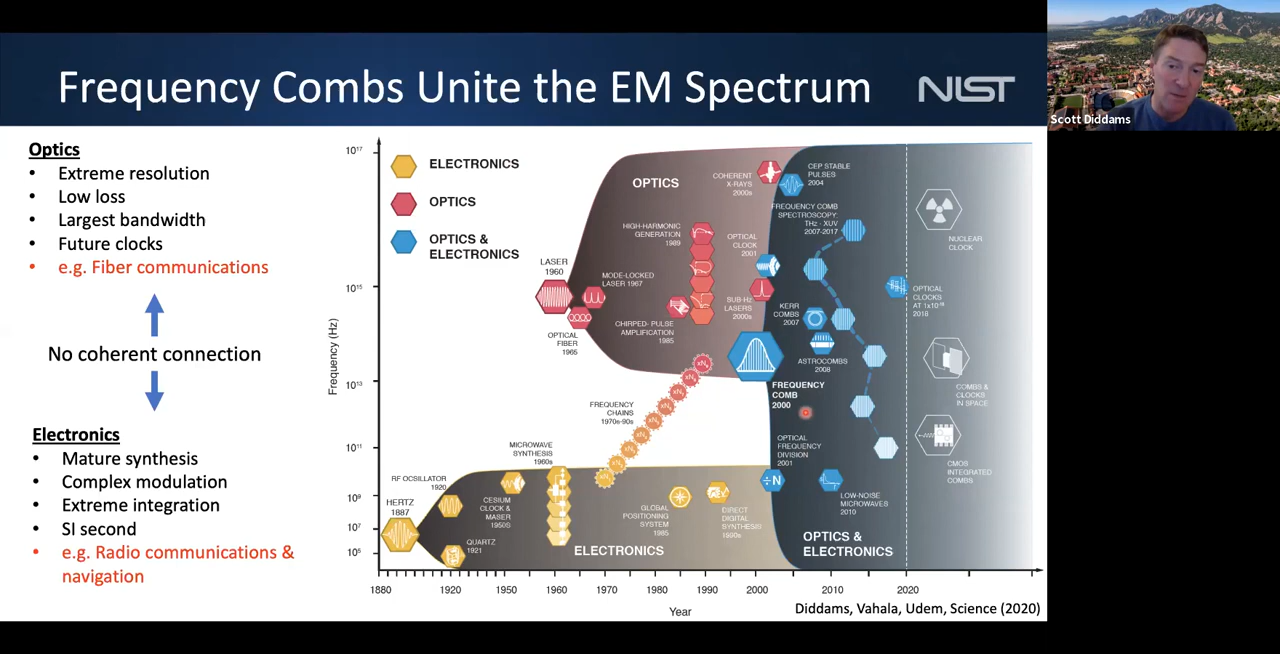 Frequency Combs Unite the EM Spectrum
NIST
Scott Diddams
Optics
• Extreme resolution
• Low loss
• Largest bandwidth
• Future clocks
• e.g. Fiber communications
No coherent connection
Electronics
• Mature synthesis
• Complex modulation
• Extreme integration
• SI second
• e.g. Radio communications &
navigation
Frequency (Hz)
10¹⁷
10¹⁵
10¹³
10¹¹
10⁹
10⁷
10⁵
ELECTRONICS
OPTICS
OPTICS &
ELECTRONICS
OPTICS
COHERENT
X-RAYS
2000s
CEP STABLE
PULSES
2004
HIGH-HARMONIC
GENERATION
1989
FREQUENCY COMB
SPECTROSCOPY:
THz - XUV
2007-2017
OPTICAL
CLOCK
2001
LASER
1960
MODE-LOCKED
LASER 1967
OPTICAL
FIBER
1965
CHIRPED- PULSE
AMPLIFICATION
1985
SUB-Hz
LASERS
2000s
KERR
COMBS
2007
ASTROCOMBS
2008
OPTICAL
CLOCKS
AT 1x10⁻¹⁸
2018
NUCLEAR
CLOCK
COMBS &
CLOCKS
IN SPACE
CMOS
INTEGRATED
COMBS
FREQUENCY
COMB
2000
FREQUENCY
CHAINS
1970s-90s
OPTICAL
FREQUENCY
DIVISION
2001
÷N
LOW-NOISE
MICROWAVES
2010
MICROWAVE
SYNTHESIS
1960s
RF OCSILLATOR
1920
HERTZ
1887
QUARTZ
1921
CESIUM
CLOCK &
MASER
1950S
GLOBAL
POSITIONING
SYSTEM
1985
DIRECT
DIGITAL
SYNTHESIS
1990s
ELECTRONICS
OPTICS &
ELECTRONICS
1880 1920 1950 1960 1970 1980 1990 2000 2010 2020
Year
Diddams, Vahala, Udem, Science (2020)